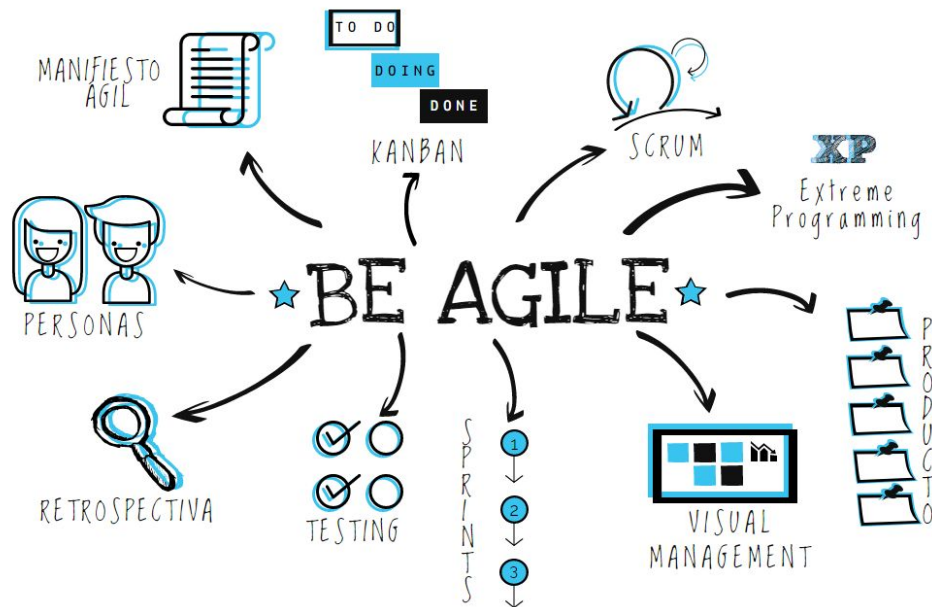 TO DO
DOING
DONE
MANIFIESTO
ÁGIL
KANBAN
SCRUM
XP
Extreme
Programming
BE AGILE
PERSONAS
PRODUCTO
RETROSPECTIVA
TESTING
SPRINTS
1
2
3
VISUAL
MANAGEMENT